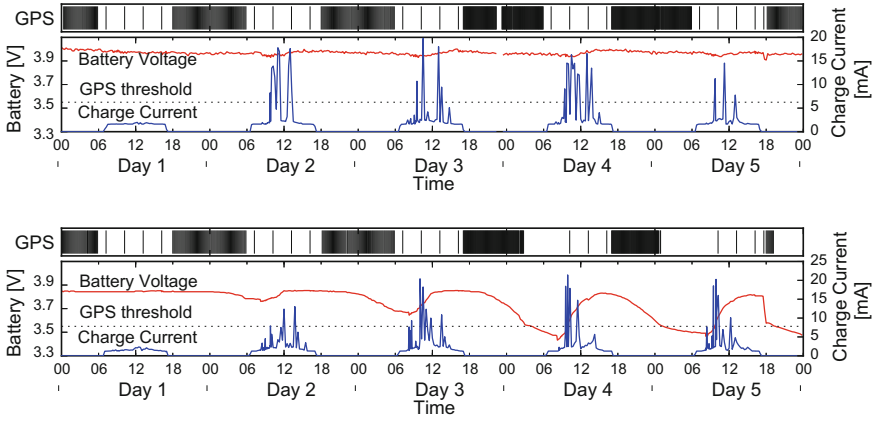 GPS
Battery [V]
3.9
3.7
3.5
3.3
Battery Voltage
GPS threshold
Charge Current
20
15
10
5
0
Charge Current
[mA]
00 06 12 18 00 06 12 18 00 06 12 18 00 06 12 18 00 06 12 18 00
Day 1 Day 2 Day 3 Day 4 Day 5
Time
GPS
Battery [V]
3.9
3.7
3.5
3.3
Battery Voltage
GPS threshold
Charge Current
25
20
15
10
5
0
Charge Current
[mA]
00 06 12 18 00 06 12 18 00 06 12 18 00 06 12 18 00 06 12 18 00
Day 1 Day 2 Day 3 Day 4 Day 5
Time